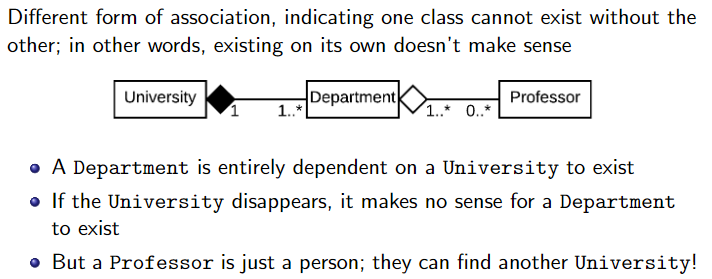 Different form of association, indicating one class cannot exist without the
other; in other words, existing on its own doesn't make sense
University 1 1..* Department 1..* 0..* Professor
A Department is entirely dependent on a University to exist
If the University disappears, it makes no sense for a Department
to exist
But a Professor is just a person; they can find another University!